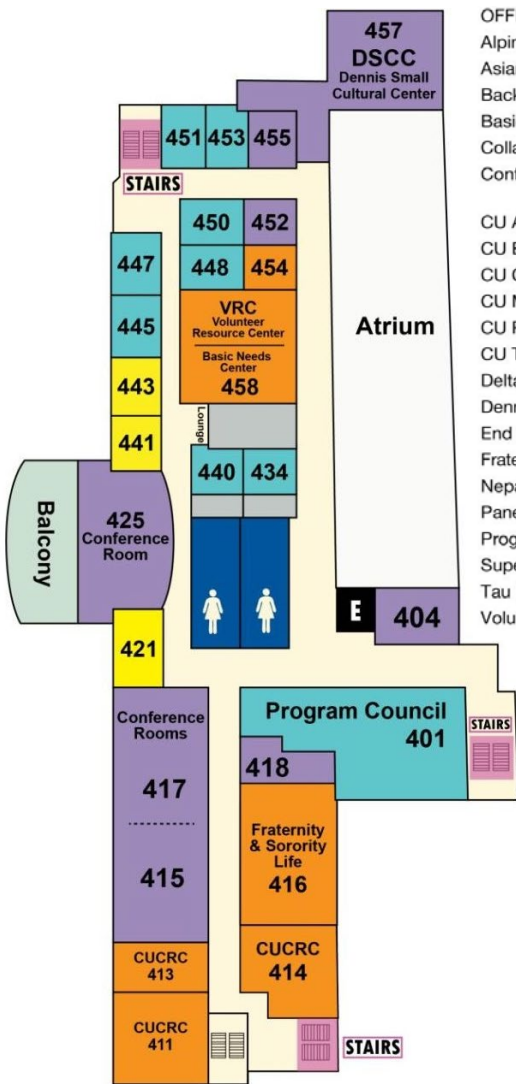 457
DSCC
Dennis Small
Cultural Center
451
453
455
STAIRS
450
452
447
448
454
445
VRC
Volunteer
Resource Center
Basic Needs
Center
458
Atrium
443
441
Lounge
440
434
Balcony
425
Conference
Room
E
404
421
Conference
Rooms
417
415
Program Council
401
STAIRS
418
Fraternity
& Sorority
Life
416
CUCRC
413
CUCRC
414
CUCRC
411
STAIRS
OFF
Alpin
Asia
Back
Basi
Colla
Cont
CU A
CU
CU
CU
CU
CU T
Delta
Denn
End
Frate
Nepa
Pane
Prog
Supe
Tau
Volu